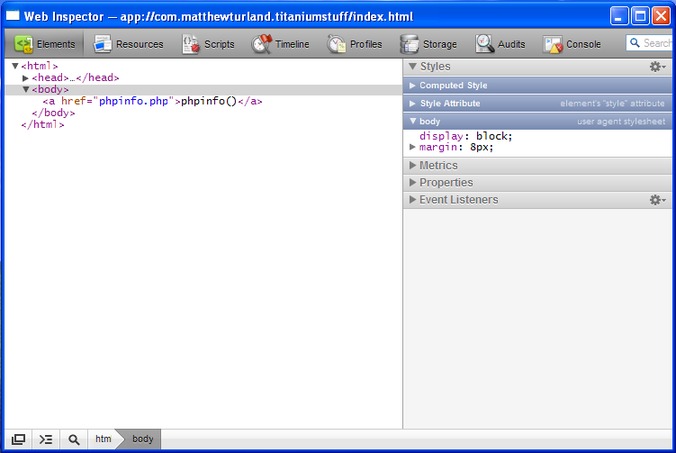 Web Inspector — app://com.matthewturland.titaniumstuff/index.html
Elements Resources Scripts Timeline Profiles Storage Audits Console Search
<html>
<head>…</head>
<body>
<a href="phpinfo.php">phpinfo()</a>
</body>
</html>
Styles
Computed Style
Style Attribute element's "style" attribute
body user agent stylesheet
display: block;
margin: 8px;
Metrics
Properties
Event Listeners
htm body